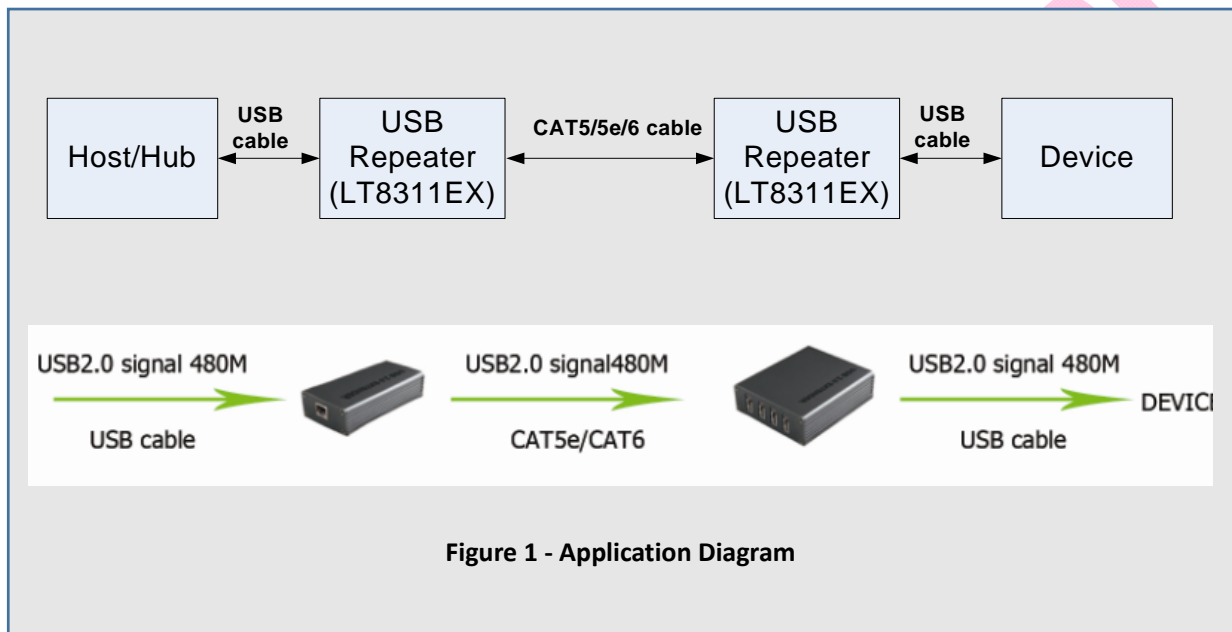 Host/Hub
USB
cable
USB
Repeater
(LT8311EX)
CAT5/5e/6 cable
USB
Repeater
(LT8311EX)
USB
cable
Device
USB2.0 signal 480M
USB cable
USB2.0 signal480M
CAT5e/CAT6
USB2.0 signal 480M
USB cable
DEVICE
Figure 1 - Application Diagram